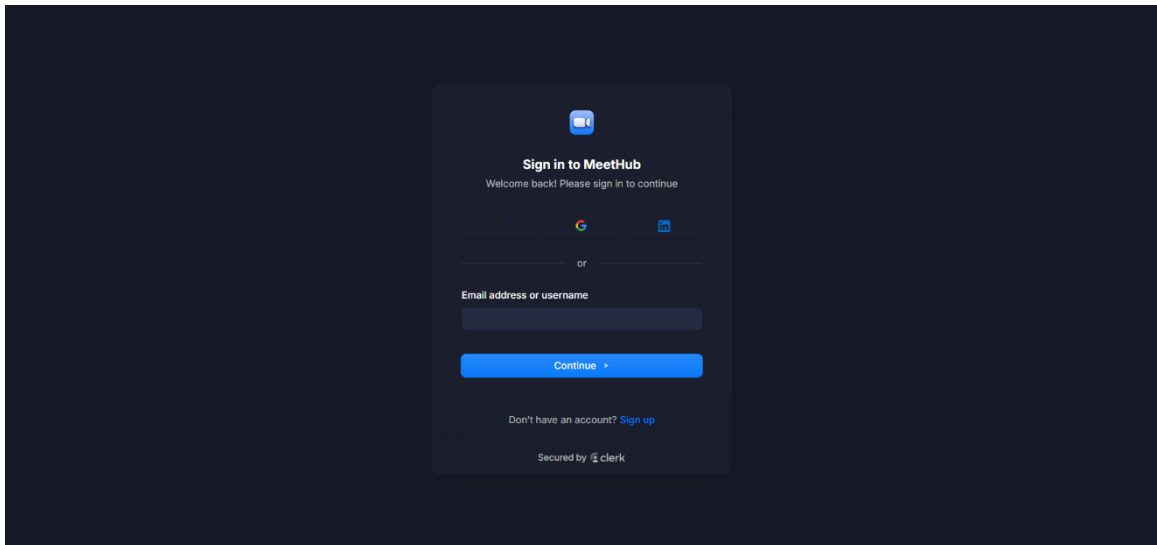 Sign in to MeetHub
Welcome back! Please sign in to continue
or
Email address or username
Continue
Don't have an account? Sign up
Secured by clerk